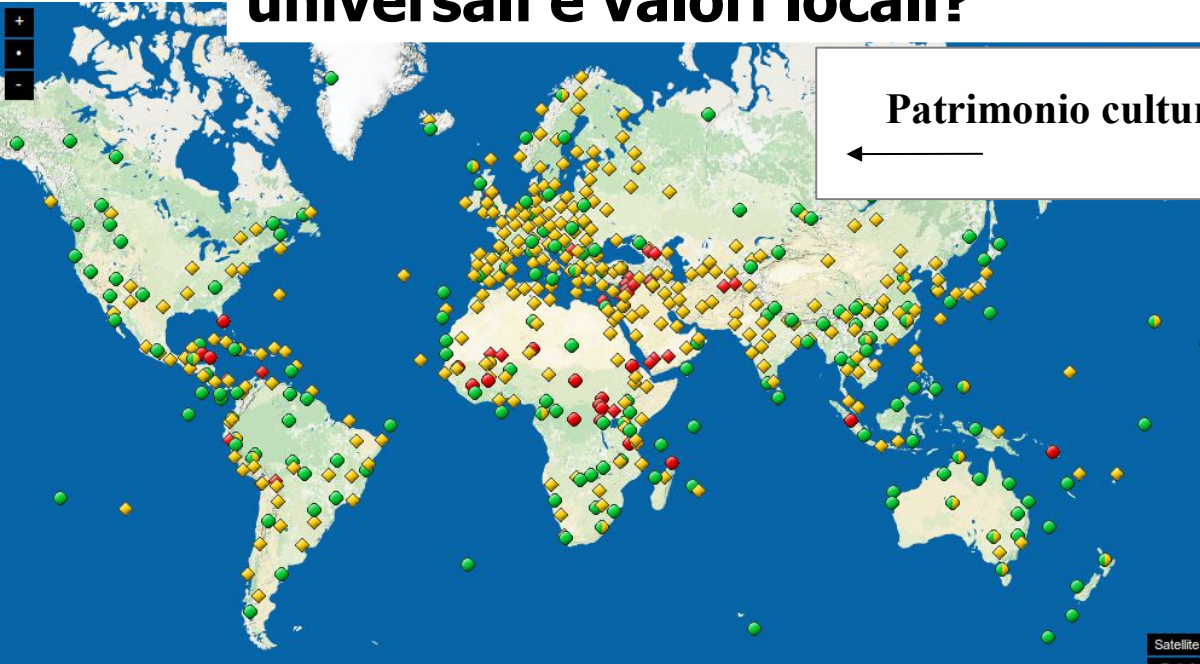 universali e valori locali?
+
•
-
Patrimonio cultur
Satellite